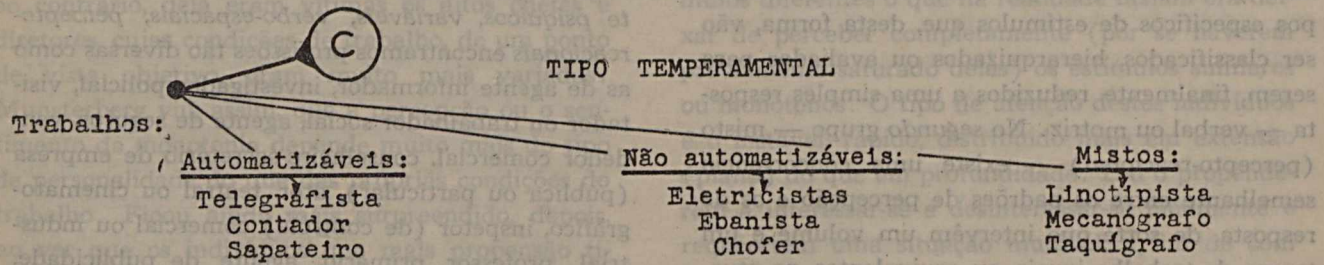 C
TIPO TEMPERAMENTAL
Trabalhos:
Automatizáveis: Não automatizáveis: Mistos:
Telegrafista Eletricistas Linotipista
Contador Ebanista Mecanógrafo
Sapateiro Chofer Taquígrafo